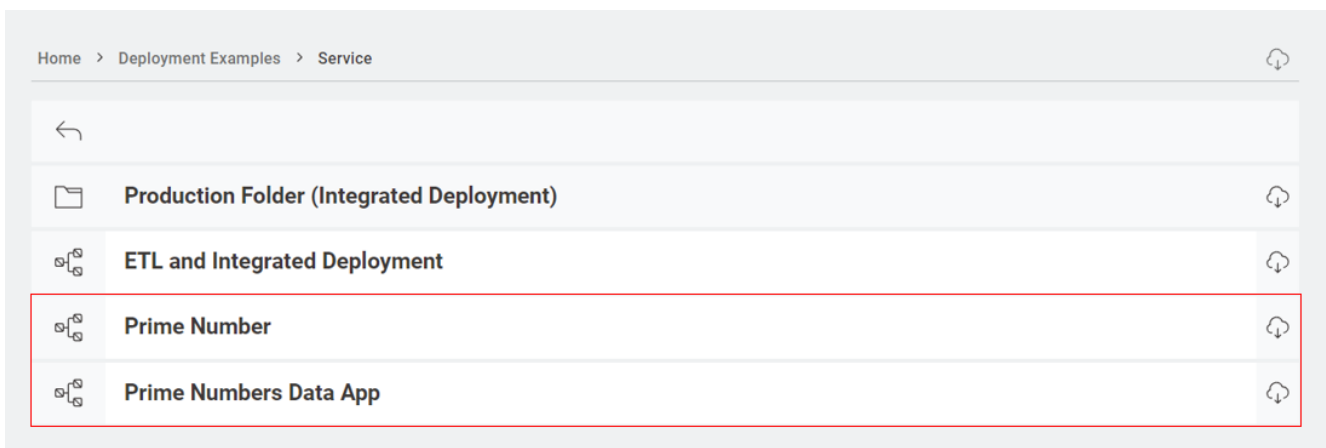 Home > Deployment Examples > Service
Production Folder (Integrated Deployment)
ETL and Integrated Deployment
Prime Number
Prime Numbers Data App